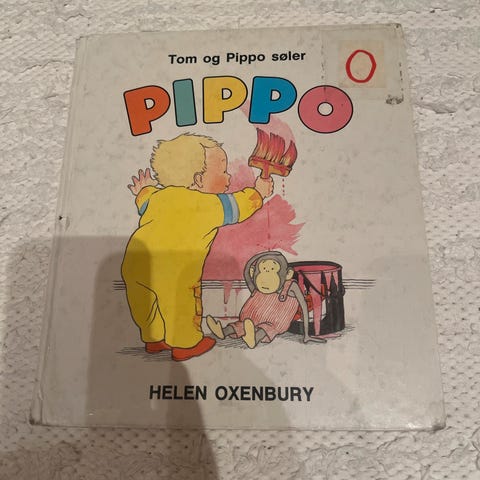 Tom og Pippo søler
O
PIPPO
HELEN OXENBURY